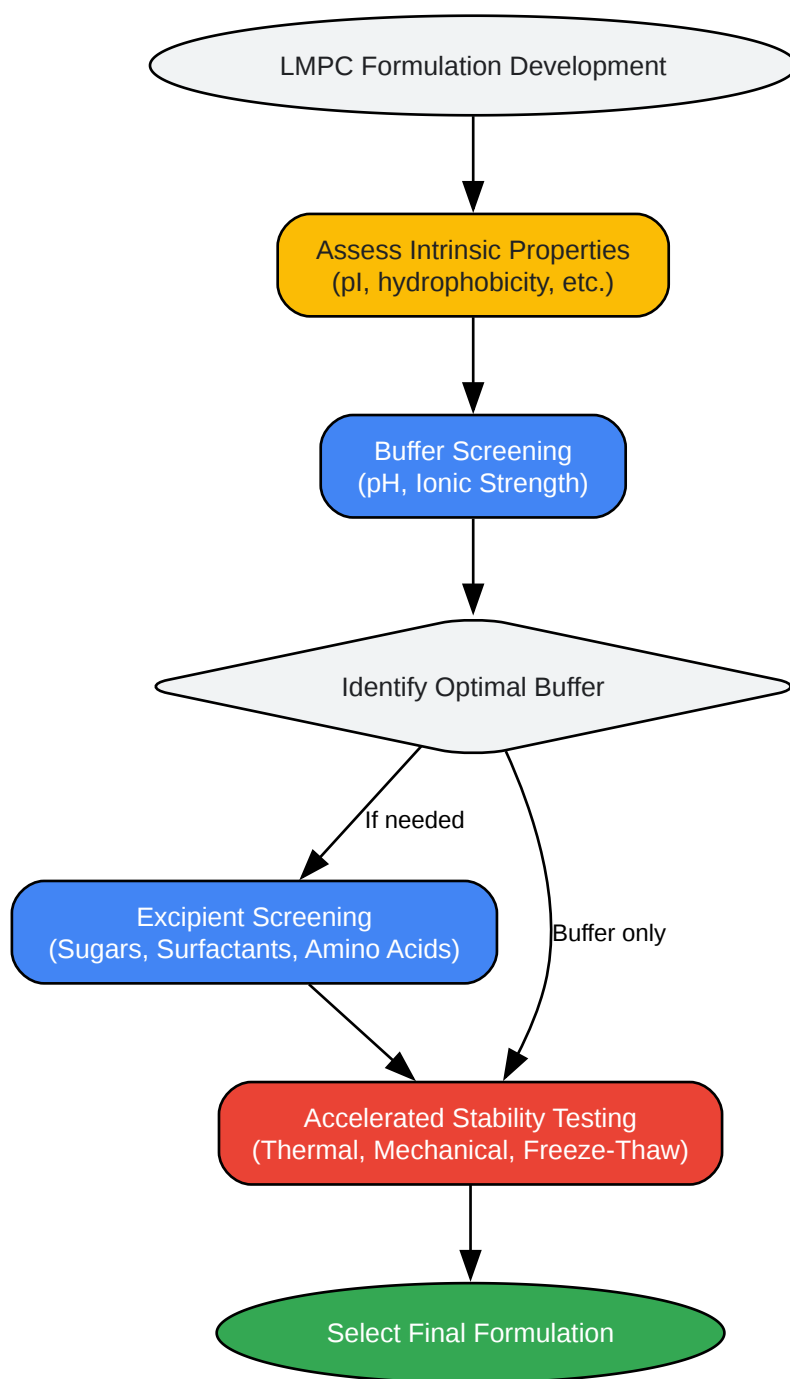 LMPC Formulation Development
Assess Intrinsic Properties
(pI, hydrophobicity, etc.)
Buffer Screening
(pH, Ionic Strength)
Identify Optimal Buffer
If needed
Excipient Screening
(Sugars, Surfactants, Amino Acids)
Buffer only
Accelerated Stability Testing
(Thermal, Mechanical, Freeze-Thaw)
Select Final Formulation